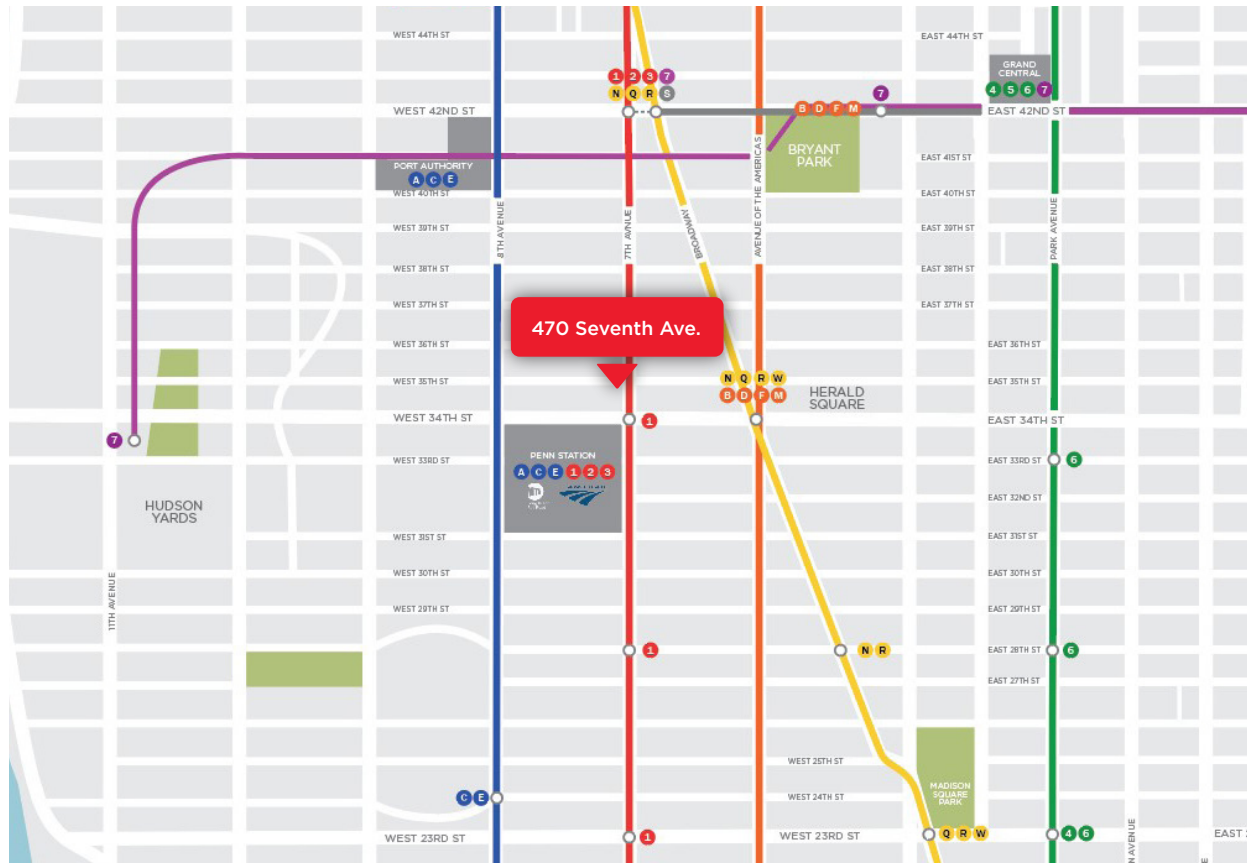 WEST 44TH ST
EAST 44TH ST
GRAND
CENTRAL
4 5 6 7
1 2 3 7
N Q R S
7
B D F M
WEST 42ND ST
EAST 42ND ST
BRYANT
PARK
PORT AUTHORITY
A C E
EAST 41ST ST
WEST 40TH ST
EAST 40TH ST
8TH AVENUE
7TH AVNUE
BROADWAY
AVENUE OF THE AMERICAS
PARK AVENUE
WEST 39TH ST
EAST 39TH ST
WEST 38TH ST
EAST 38TH ST
WEST 37TH ST
EAST 37TH ST
470 Seventh Ave.
WEST 36TH ST
EAST 36TH ST
WEST 35TH ST
EAST 35TH ST
N Q R W
B D F M
HERALD
SQUARE
WEST 34TH ST
1
EAST 34TH ST
7
WEST 33RD ST
PENN STATION
A C E 1 2 3
EAST 33RD ST
6
HUDSON
YARDS
EAST 32ND ST
WEST 31ST ST
EAST 31ST ST
WEST 30TH ST
EAST 30TH ST
11TH AVENUE
WEST 29TH ST
EAST 29TH ST
1
N R
EAST 28TH ST
6
EAST 27TH ST
WEST 25TH ST
C E
WEST 24TH ST
MADISON
SQUARE
PARK
WEST 23RD ST
1
WEST 23RD ST
Q R W
4 6
N AVENUE
EAST 2